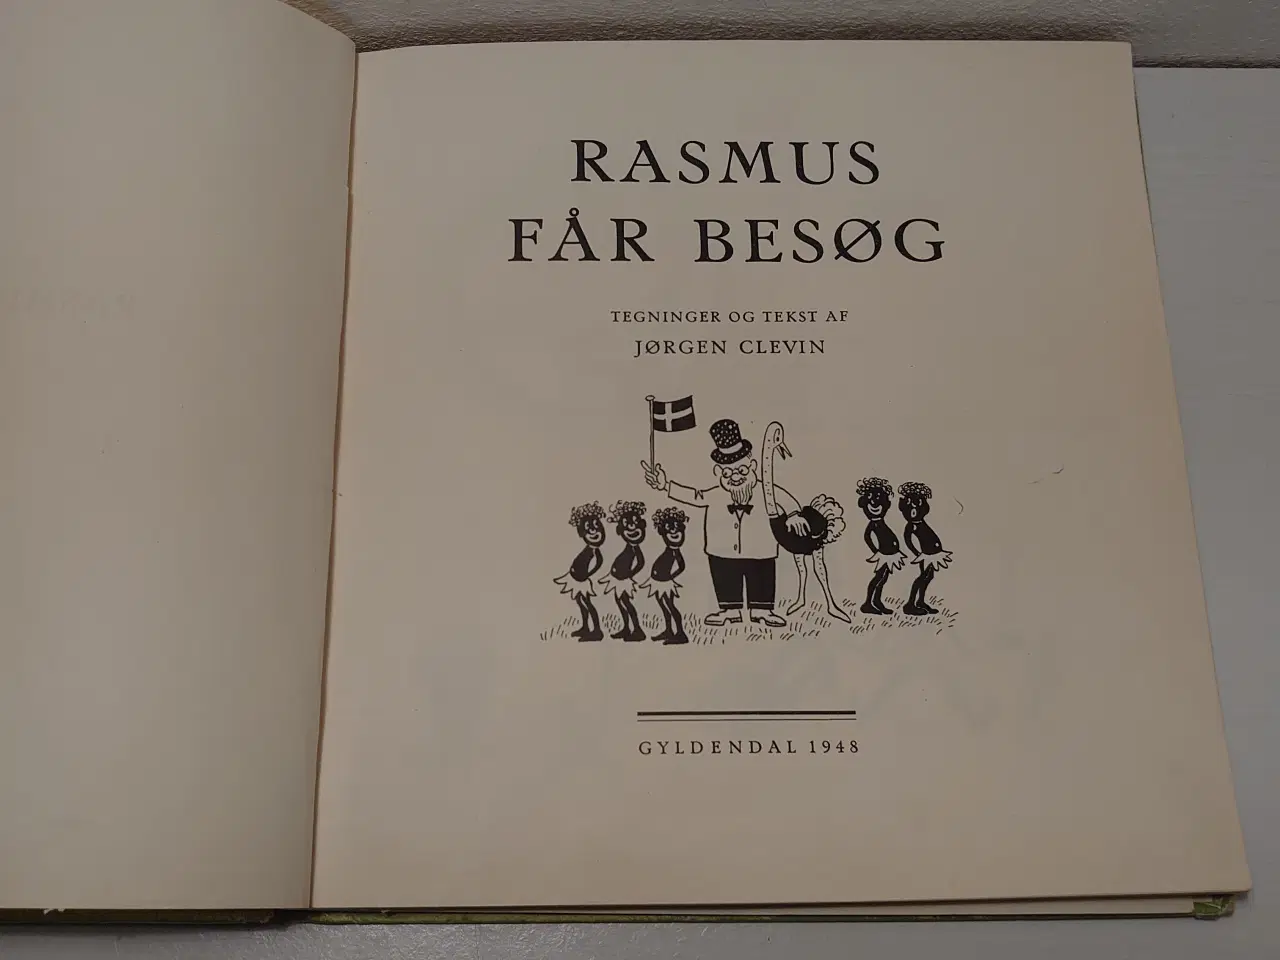 RASMUS
FÅR BESØG
TEGNINGER OG TEKST AF
JØRGEN CLEVIN
GYLDENDAL 1948